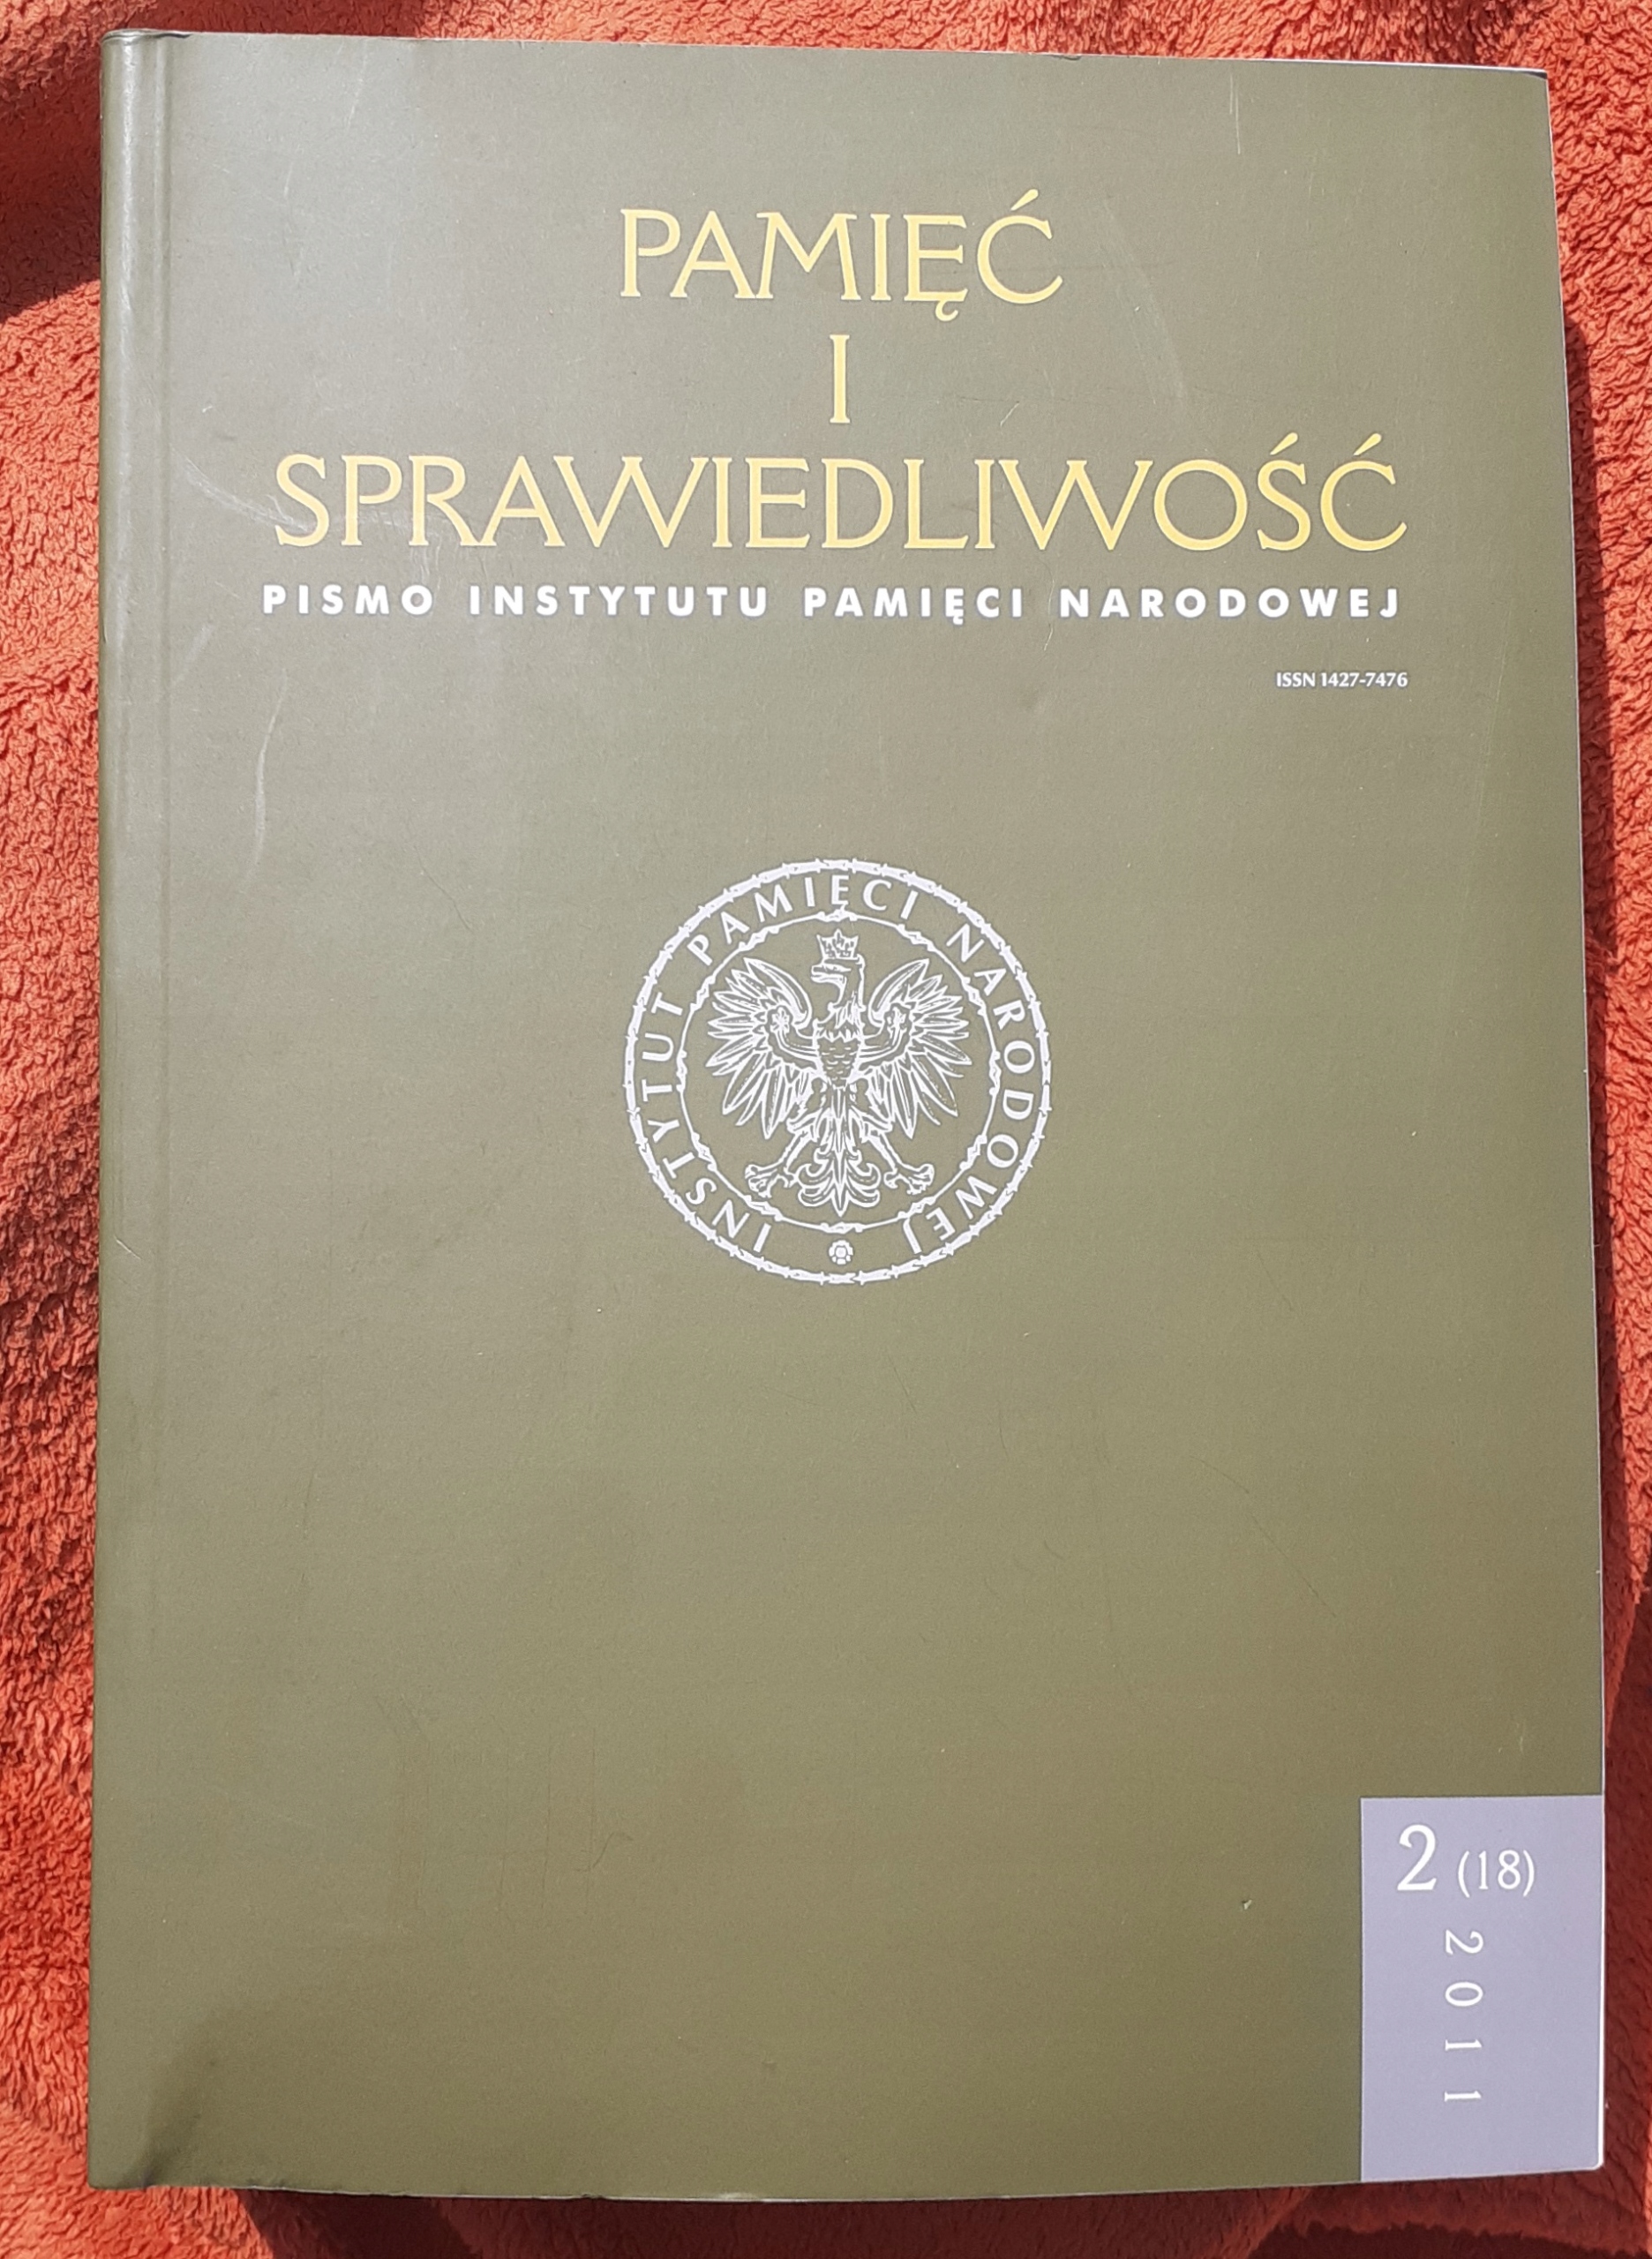 PAMIĘĆ
I
SPRAWIEDLIWOŚĆ
PISMO INSTYTUTU PAMIĘCI NARODOWEJ
ISSN 1427-7476
INSTYTUT PAMIĘCI NARODOWEJ
2 (18)
2011